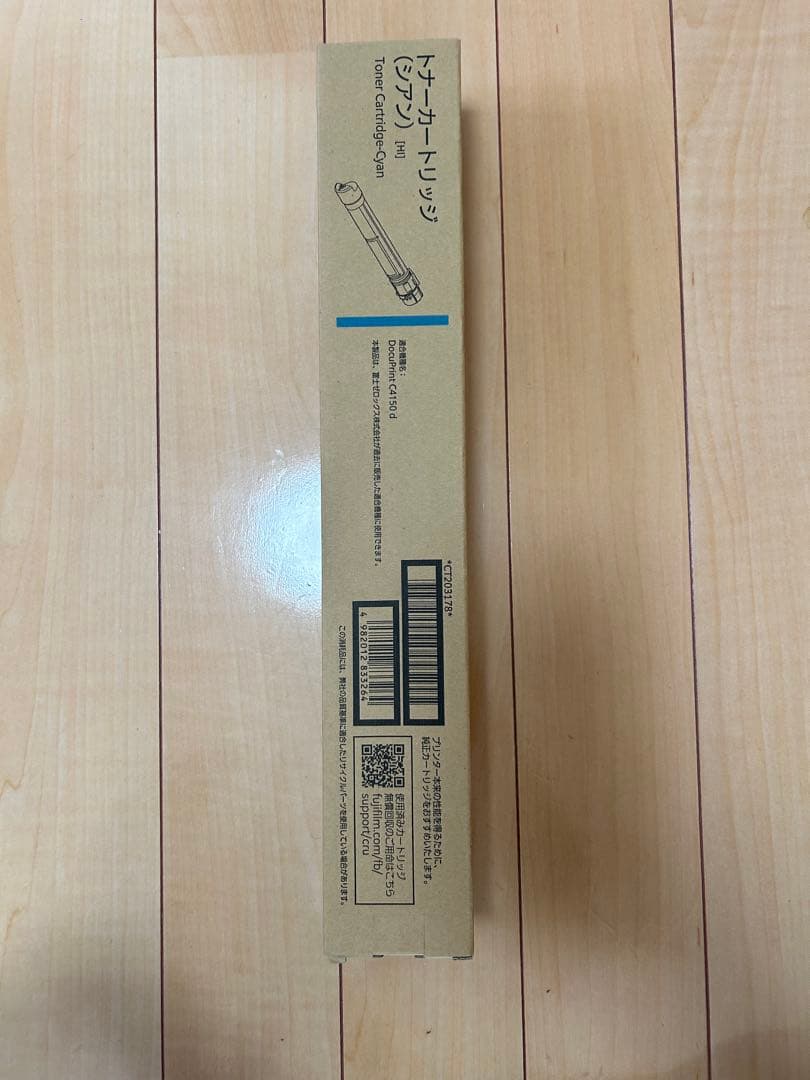 トナーカートリッジ
（シアン） [HI]
Toner Cartridge-Cyan
適合機種名：
DocuPrint C4150 d
本製品は、富士ゼロックス株式会社が過去に販売した適合機種に使用できます。
*CT203178*
4 982012 833264
プリンター本来の性能を得るために、
純正カートリッジをおすすめいたします。
使用済みカートリッジ
無償回収のご用命はこちら
fujifilm.com/fb/
support/cru
この消耗品には、弊社の品質基準に適合したリサイクルパーツを使用している場合があります。